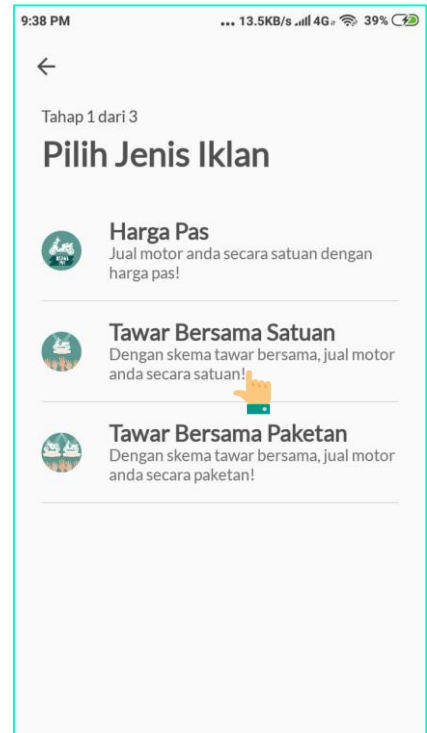 9:38 PM ... 13.5KB/s 4G 39%
Tahap 1 dari 3
Pilih Jenis Iklan
Harga Pas
Jual motor anda secara satuan dengan
harga pas!
Tawar Bersama Satuan
Dengan skema tawar bersama, jual motor
anda secara satuan!
Tawar Bersama Paketan
Dengan skema tawar bersama, jual motor
anda secara paketan!